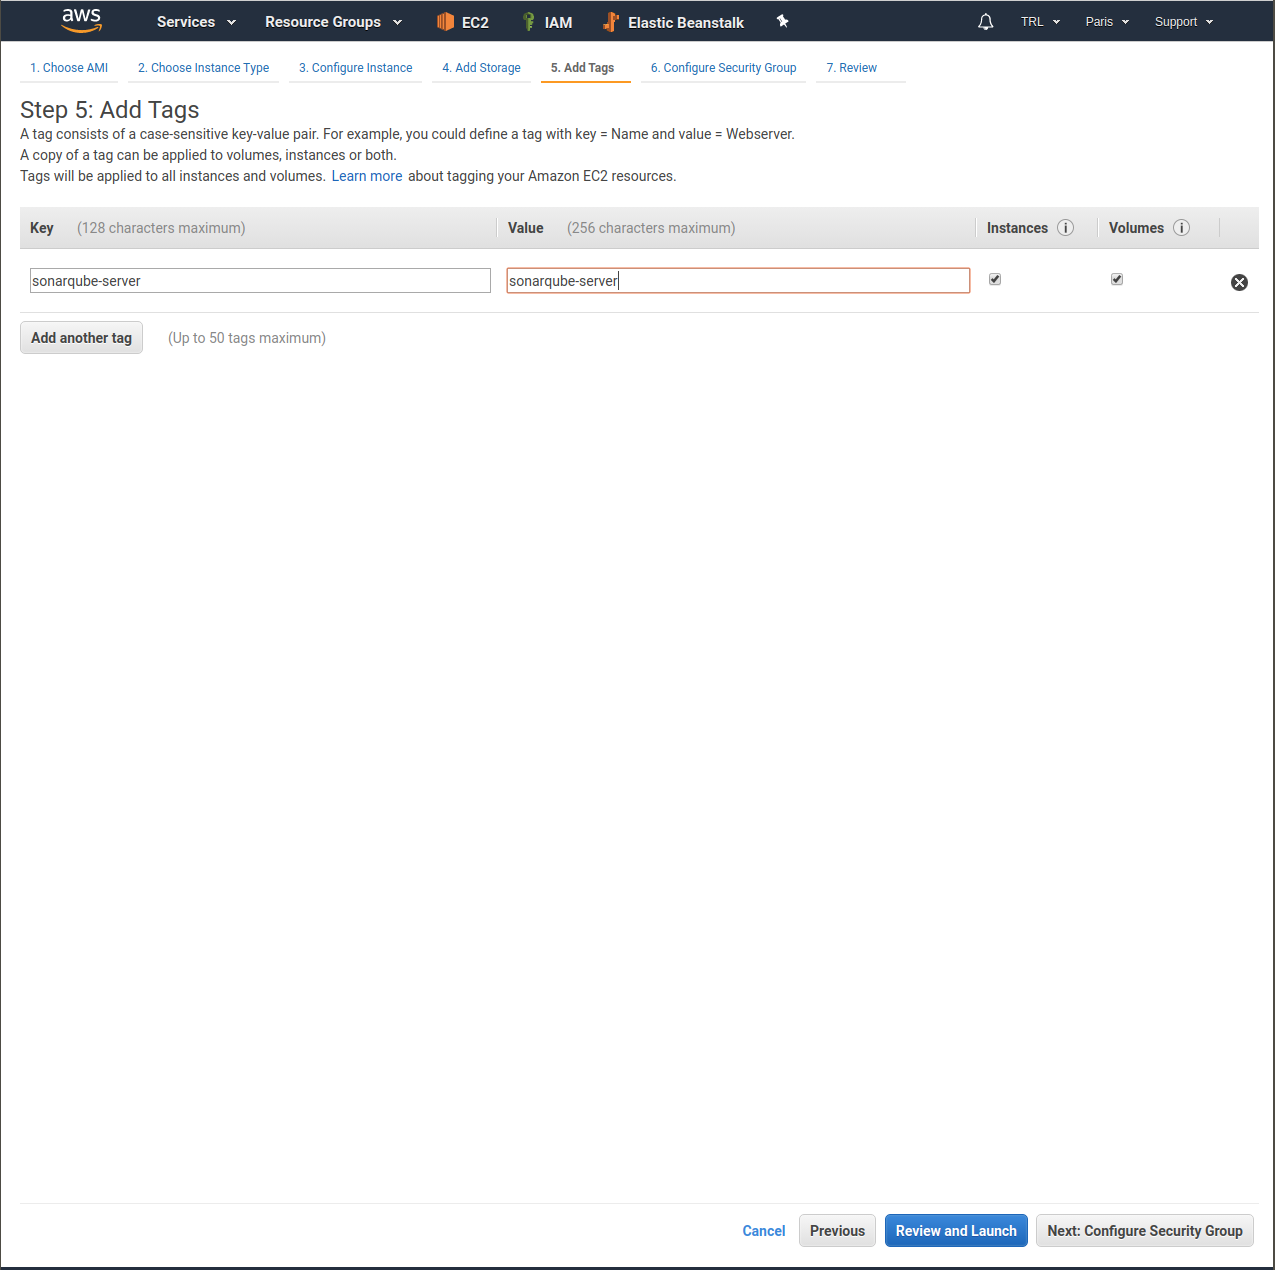 aws Services Resource Groups EC2 IAM Elastic Beanstalk TRL Paris Support
1. Choose AMI 2. Choose Instance Type 3. Configure Instance 4. Add Storage 5. Add Tags 6. Configure Security Group 7. Review
Step 5: Add Tags
A tag consists of a case-sensitive key-value pair. For example, you could define a tag with key = Name and value = Webserver.
A copy of a tag can be applied to volumes, instances or both.
Tags will be applied to all instances and volumes. Learn more about tagging your Amazon EC2 resources.
Key (128 characters maximum) Value (256 characters maximum) Instances i Volumes i
sonarqube-server sonarqube-server
Add another tag (Up to 50 tags maximum)
Cancel Previous Review and Launch Next: Configure Security Group